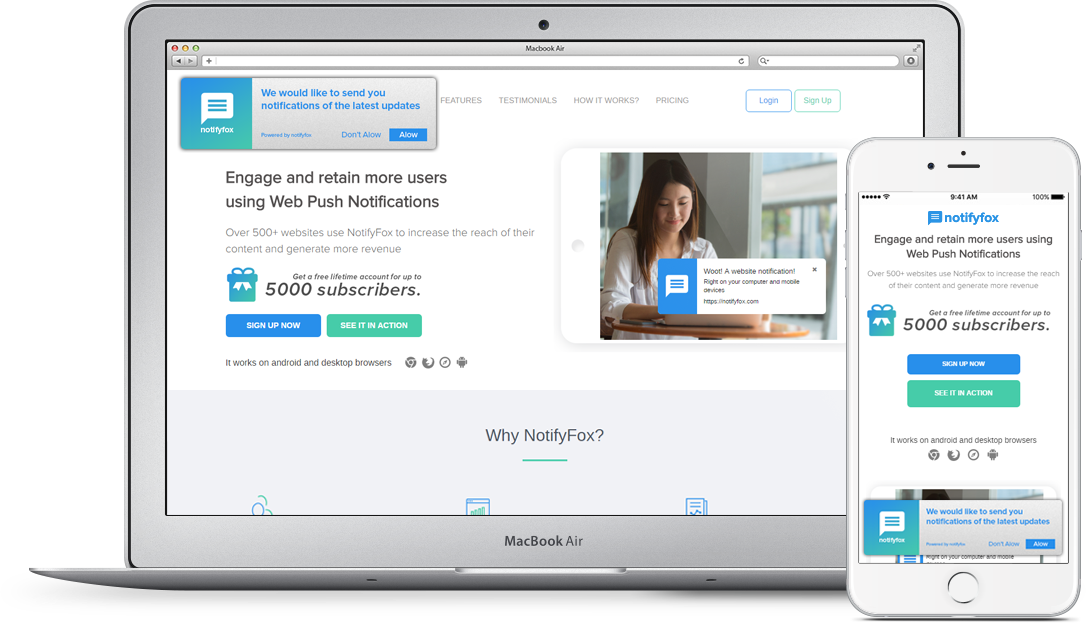 Macbook Air
We would like to send you
notifications of the latest updates
notifyfox
Powered by notifyfox
Don't Alow
Alow
FEATURES
TESTIMONIALS
HOW IT WORKS?
PRICING
Login
Sign Up
Engage and retain more users
using Web Push Notifications
Over 500+ websites use NotifyFox to increase the reach of their
content and generate more revenue
Get a free lifetime account for up to
5000 subscribers.
SIGN UP NOW
SEE IT IN ACTION
It works on android and desktop browsers
Woot! A website notification!
Right on your computer and mobile
devices
https://notifyfox.com
Why NotifyFox?
MacBook Air
9:41 AM
100%
notifyfox
Engage and retain more users using
Web Push Notifications
Over 500+ websites use NotifyFox to increase the reach
of their content and generate more revenue
Get a free lifetime account for up to
5000 subscribers.
SIGN UP NOW
SEE IT IN ACTION
It works on android and desktop browsers
We would like to send you
notifications of the latest updates
notifyfox
Powered by notifyfox
Don't Alow
Alow
Right on your computer and mobile